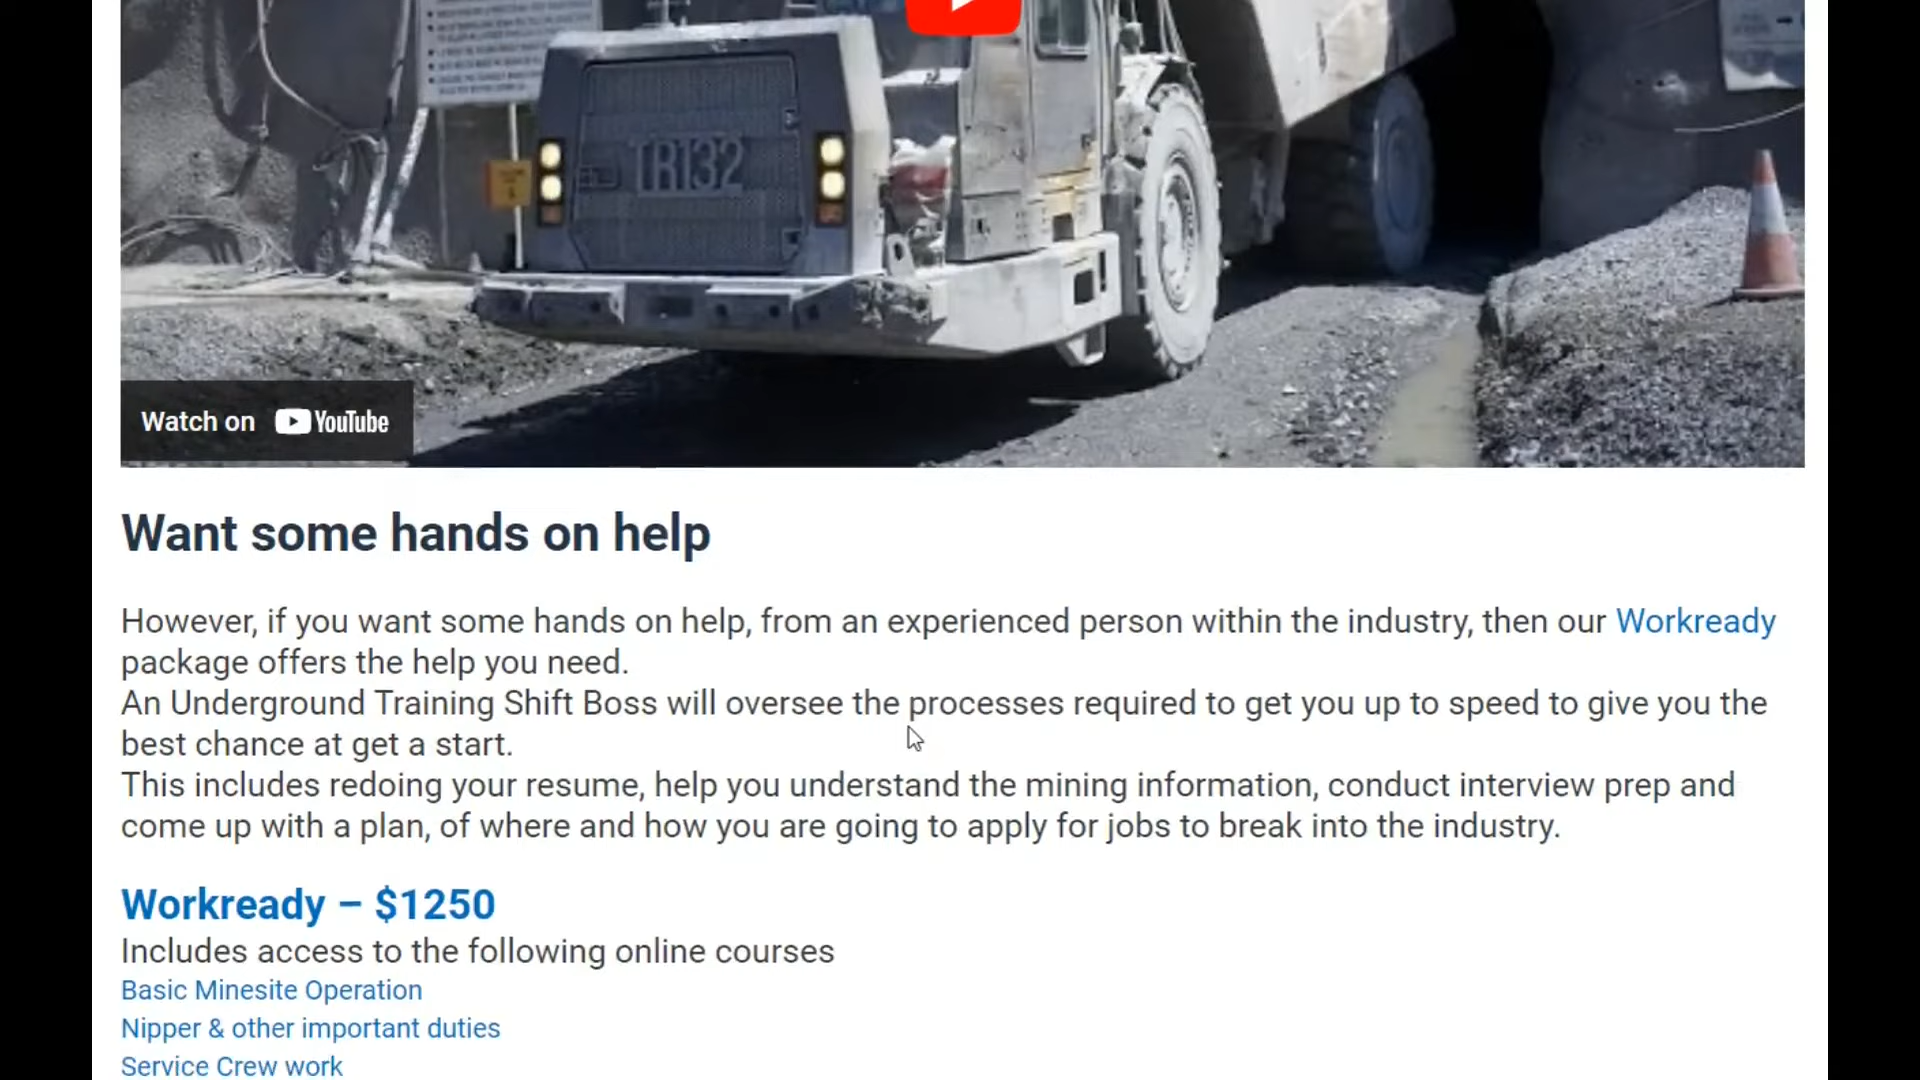 TR132
Watch on YouTube
Want some hands on help
However, if you want some hands on help, from an experienced person within the industry, then our Workready
package offers the help you need.
An Underground Training Shift Boss will oversee the processes required to get you up to speed to give you the
best chance at get a start.
This includes redoing your resume, help you understand the mining information, conduct interview prep and
come up with a plan, of where and how you are going to apply for jobs to break into the industry.
Workready – $1250
Includes access to the following online courses
Basic Minesite Operation
Nipper & other important duties
Service Crew work